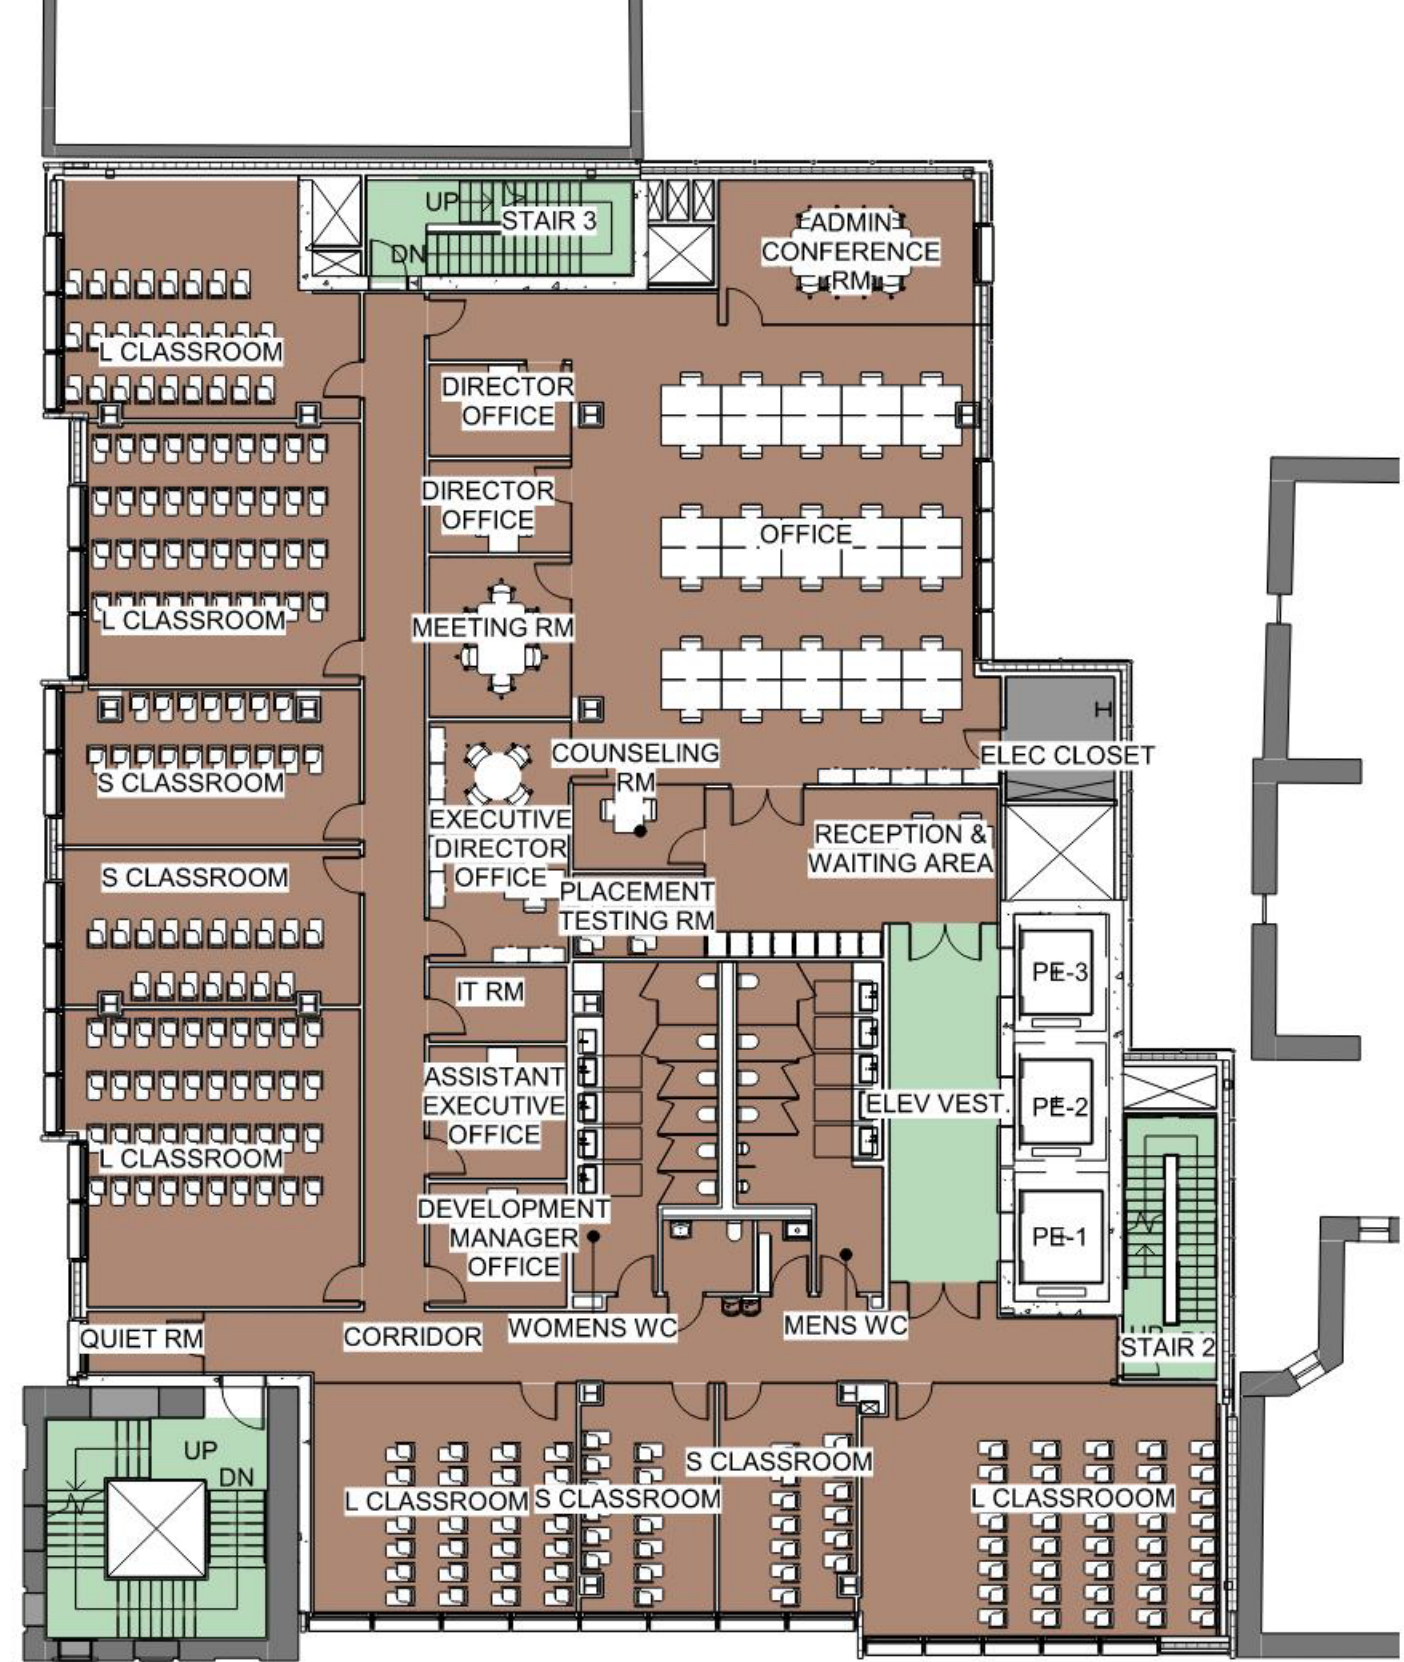 UP
STAIR 3
DN
ADMIN
CONFERENCE
RM
L CLASSROOM
DIRECTOR
OFFICE
DIRECTOR
OFFICE
OFFICE
L CLASSROOM
MEETING RM
S CLASSROOM
COUNSELING
RM
ELEC CLOSET
EXECUTIVE
DIRECTOR
OFFICE
RECEPTION &
WAITING AREA
S CLASSROOM
PLACEMENT
TESTING RM
IT RM
PE-3
ASSISTANT
EXECUTIVE
OFFICE
ELEV VEST.
PE-2
L CLASSROOM
DEVELOPMENT
MANAGER
OFFICE
PE-1
QUIET RM
CORRIDOR
WOMENS WC
MENS WC
UP
STAIR 2
UP
DN
L CLASSROOM
S CLASSROOM
S CLASSROOM
L CLASSROOOM